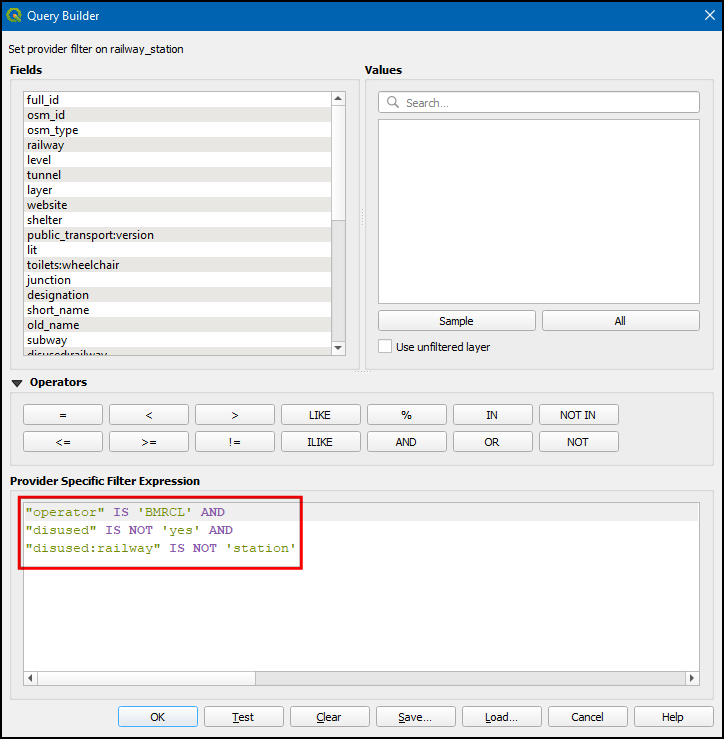 Query Builder
Set provider filter on railway_station
Fields
full_id
osm_id
osm_type
railway
level
tunnel
layer
website
shelter
public_transport:version
lit
toilets:wheelchair
junction
designation
short_name
old_name
subway
disused:railway
Values
Search...
Sample
All
Use unfiltered layer
Operators
= < > LIKE % IN NOT IN
<= >= != ILIKE AND OR NOT
Provider Specific Filter Expression
"operator" IS 'BMRCL' AND
"disused" IS NOT 'yes' AND
"disused:railway" IS NOT 'station'
OK Test Clear Save... Load... Cancel Help